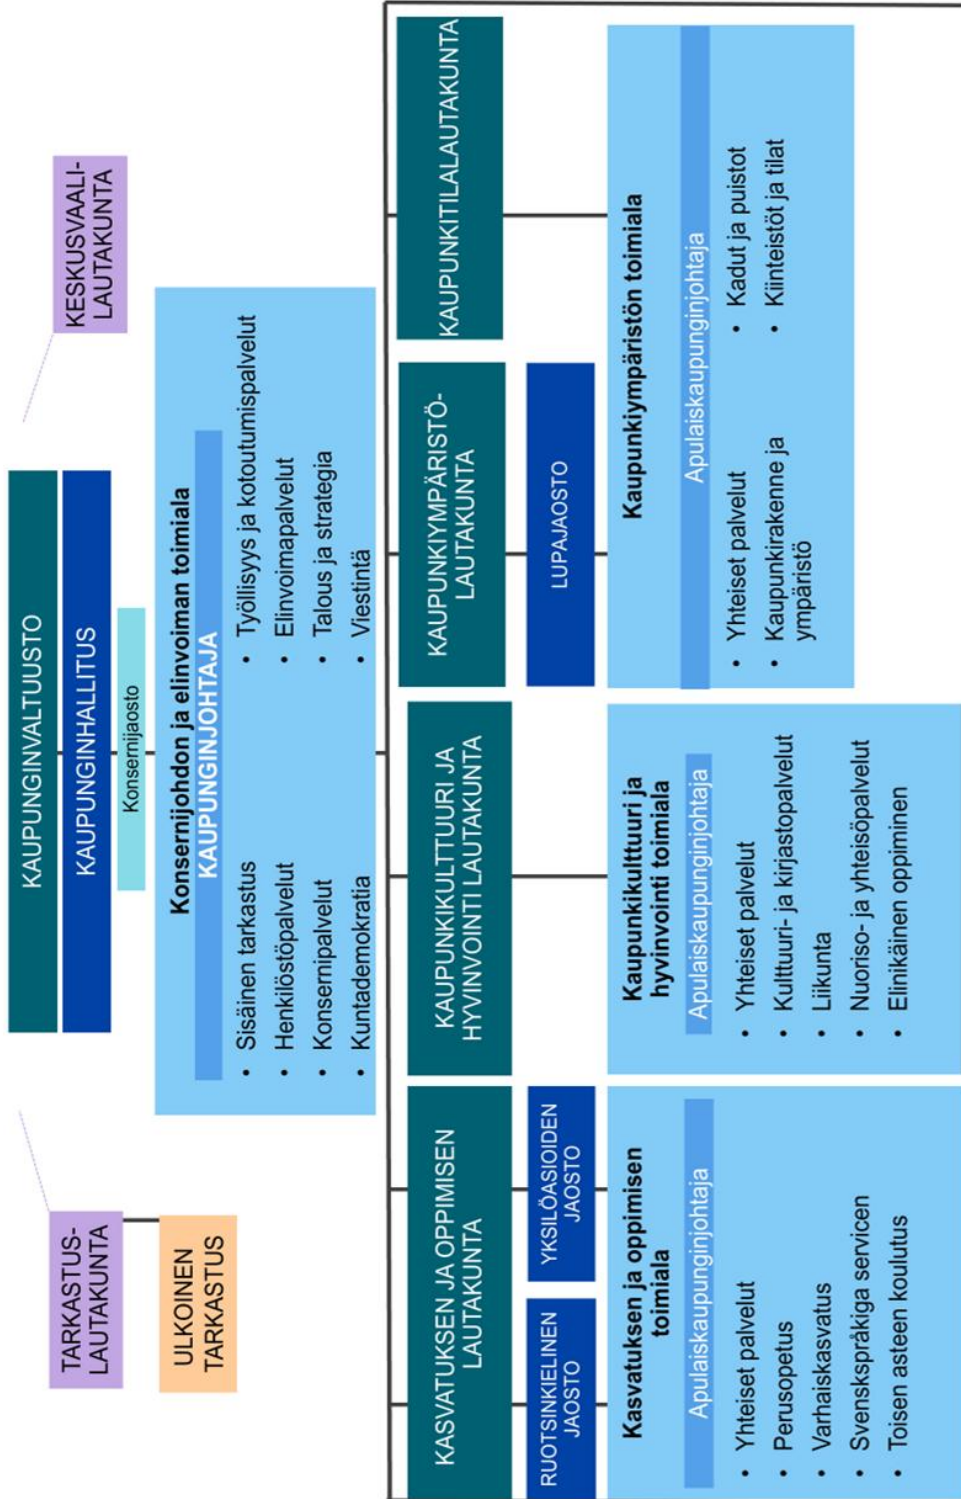 KAUPUNGINVALTUUSTO
KAUPUNGINHALLITUS
Konsernijaosto
TARKASTUS-
LAUTAKUNTA
ULKOINEN
TARKASTUS
KESKUSVAALI-
LAUTAKUNTA
Konsernijohdon ja elinvoiman toimiala
KAUPUNGINJOHTAJA
• Sisäinen tarkastus
• Henkilöstöpalvelut
• Konsernipalvelut
• Kuntademokratia
• Työllisyys ja kotoutumispalvelut
• Elinvoimapalvelut
• Talous ja strategia
• Viestintä
KASVATUKSEN JA OPPIMISEN
LAUTAKUNTA
RUOTSINKIELINEN
JAOSTO
YKSILÖASIOIDEN
JAOSTO
Kasvatuksen ja oppimisen
toimiala
Apulaiskaupunginjohtaja
• Yhteiset palvelut
• Perusopetus
• Varhaiskasvatus
• Svenskspråkiga servicen
• Toisen asteen koulutus
KAUPUNKIKULTTUURI JA
HYVINVOINTI LAUTAKUNTA
Kaupunkikulttuuri ja
hyvinvointi toimiala
Apulaiskaupunginjohtaja
• Yhteiset palvelut
• Kulttuuri- ja kirjastopalvelut
• Liikunta
• Nuoriso- ja yhteisöpalvelut
• Elinikäinen oppiminen
KAUPUNKIYMPÄRISTÖ-
LAUTAKUNTA
LUPAJAOSTO
KAUPUNKITILALAUTAKUNTA
Kaupunkiympäristön toimiala
Apulaiskaupunginjohtaja
• Yhteiset palvelut
• Kaupunkirakenne ja
ympäristö
• Kadut ja puistot
• Kiinteistöt ja tilat